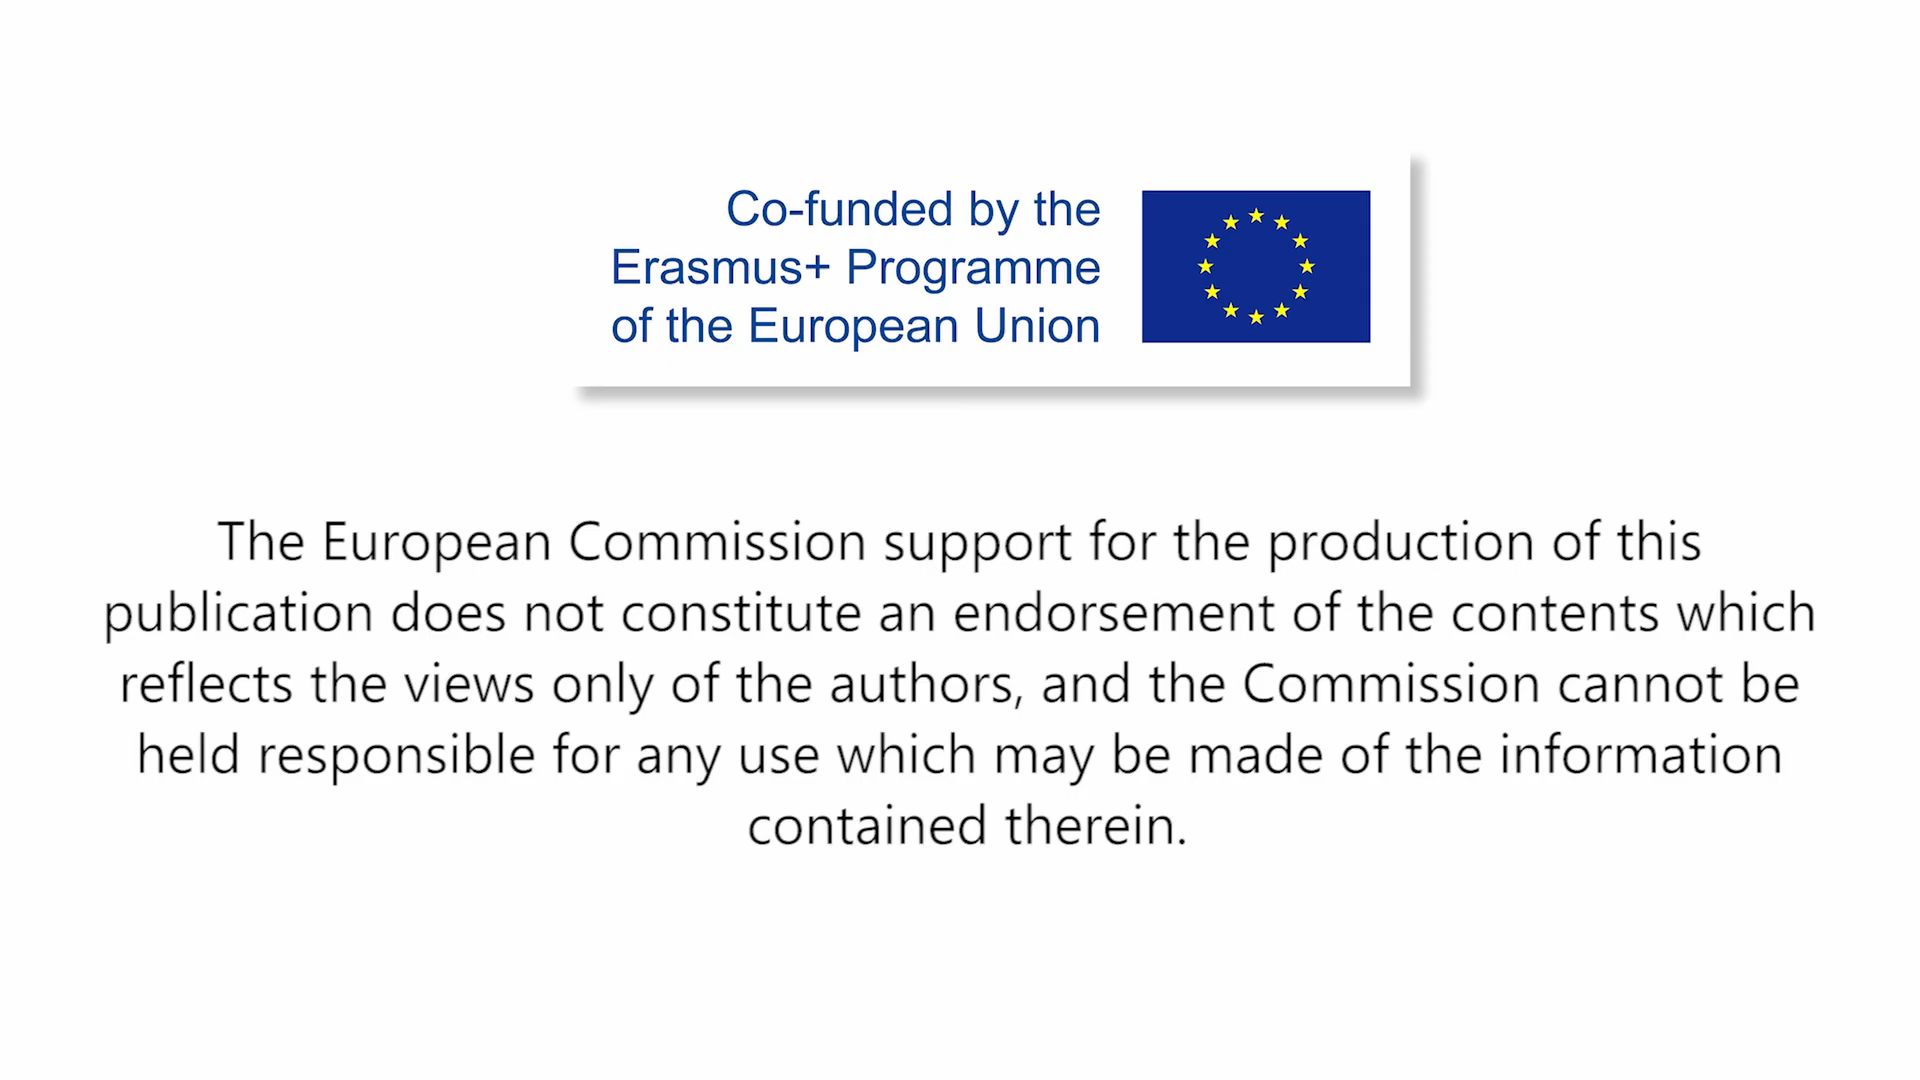 Co-funded by the
Erasmus+ Programme
of the European Union
The European Commission support for the production of this
publication does not constitute an endorsement of the contents which
reflects the views only of the authors, and the Commission cannot be
held responsible for any use which may be made of the information
contained therein.